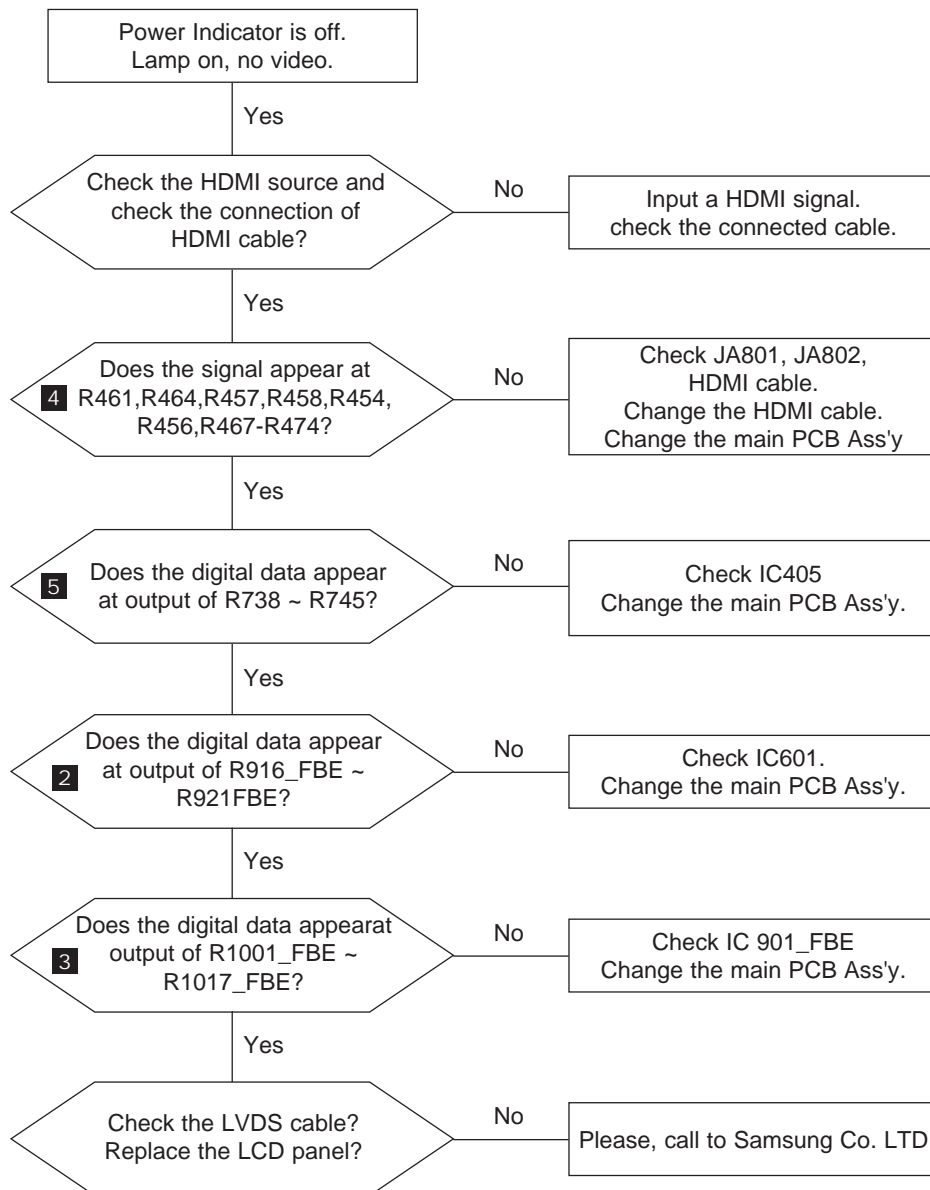 Power Indicator is off.
Lamp on, no video.
Yes
Check the HDMI source and
check the connection of
HDMI cable?
No
Input a HDMI signal.
check the connected cable.
Yes
Does the signal appear at
4 R461,R464,R457,R458,R454,
R456,R467-R474?
No
Check JA801, JA802,
HDMI cable.
Change the HDMI cable.
Change the main PCB Ass'y
Yes
5
Does the digital data appear
at output of R738 ~ R745?
No
Check IC405
Change the main PCB Ass'y.
Yes
Does the digital data appear
2 at output of R916_FBE ~
R921FBE?
No
Check IC601.
Change the main PCB Ass'y.
Yes
Does the digital data appearat
3 output of R1001_FBE ~
R1017_FBE?
No
Check IC 901_FBE
Change the main PCB Ass'y.
Yes
Check the LVDS cable?
Replace the LCD panel?
No
Please, call to Samsung Co. LTD